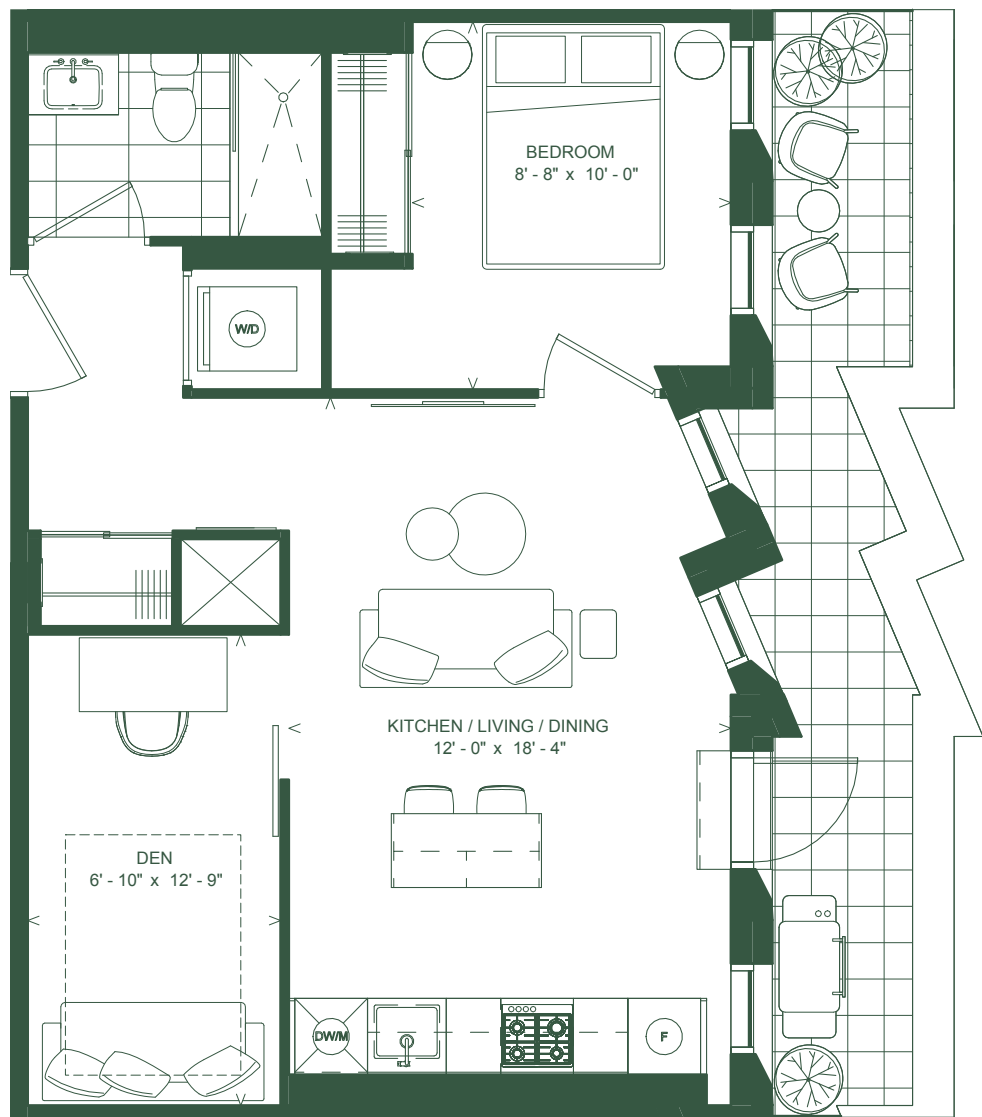 BEDROOM
8' - 8" x 10' - 0"
W/D
KITCHEN / LIVING / DINING
12' - 0" x 18' - 4"
DEN
6' - 10" x 12' - 9"
DW/M
F